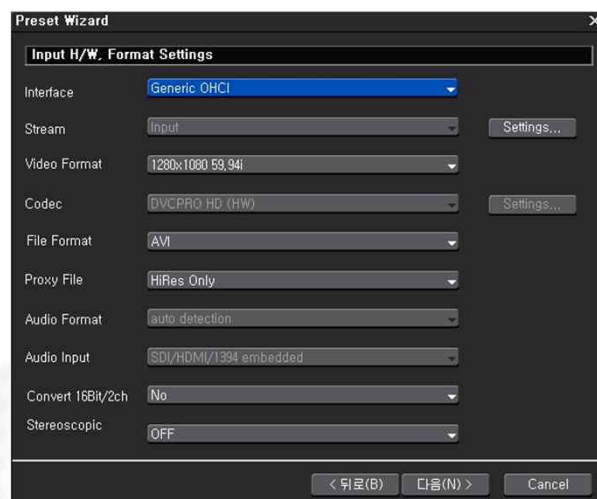 Preset Wizard X
Input H/W, Format Settings
Interface Generic OHCI
Stream Input Settings...
Video Format 1280x1080 59,94i
Codec DVCPRO HD (HW) Settings...
File Format AVI
Proxy File HiRes Only
Audio Format auto detection
Audio Input SDI/HDMI/1394 embedded
Convert 16Bit/2ch No
Stereoscopic OFF
< 뒤로(B) 다음(N) > Cancel